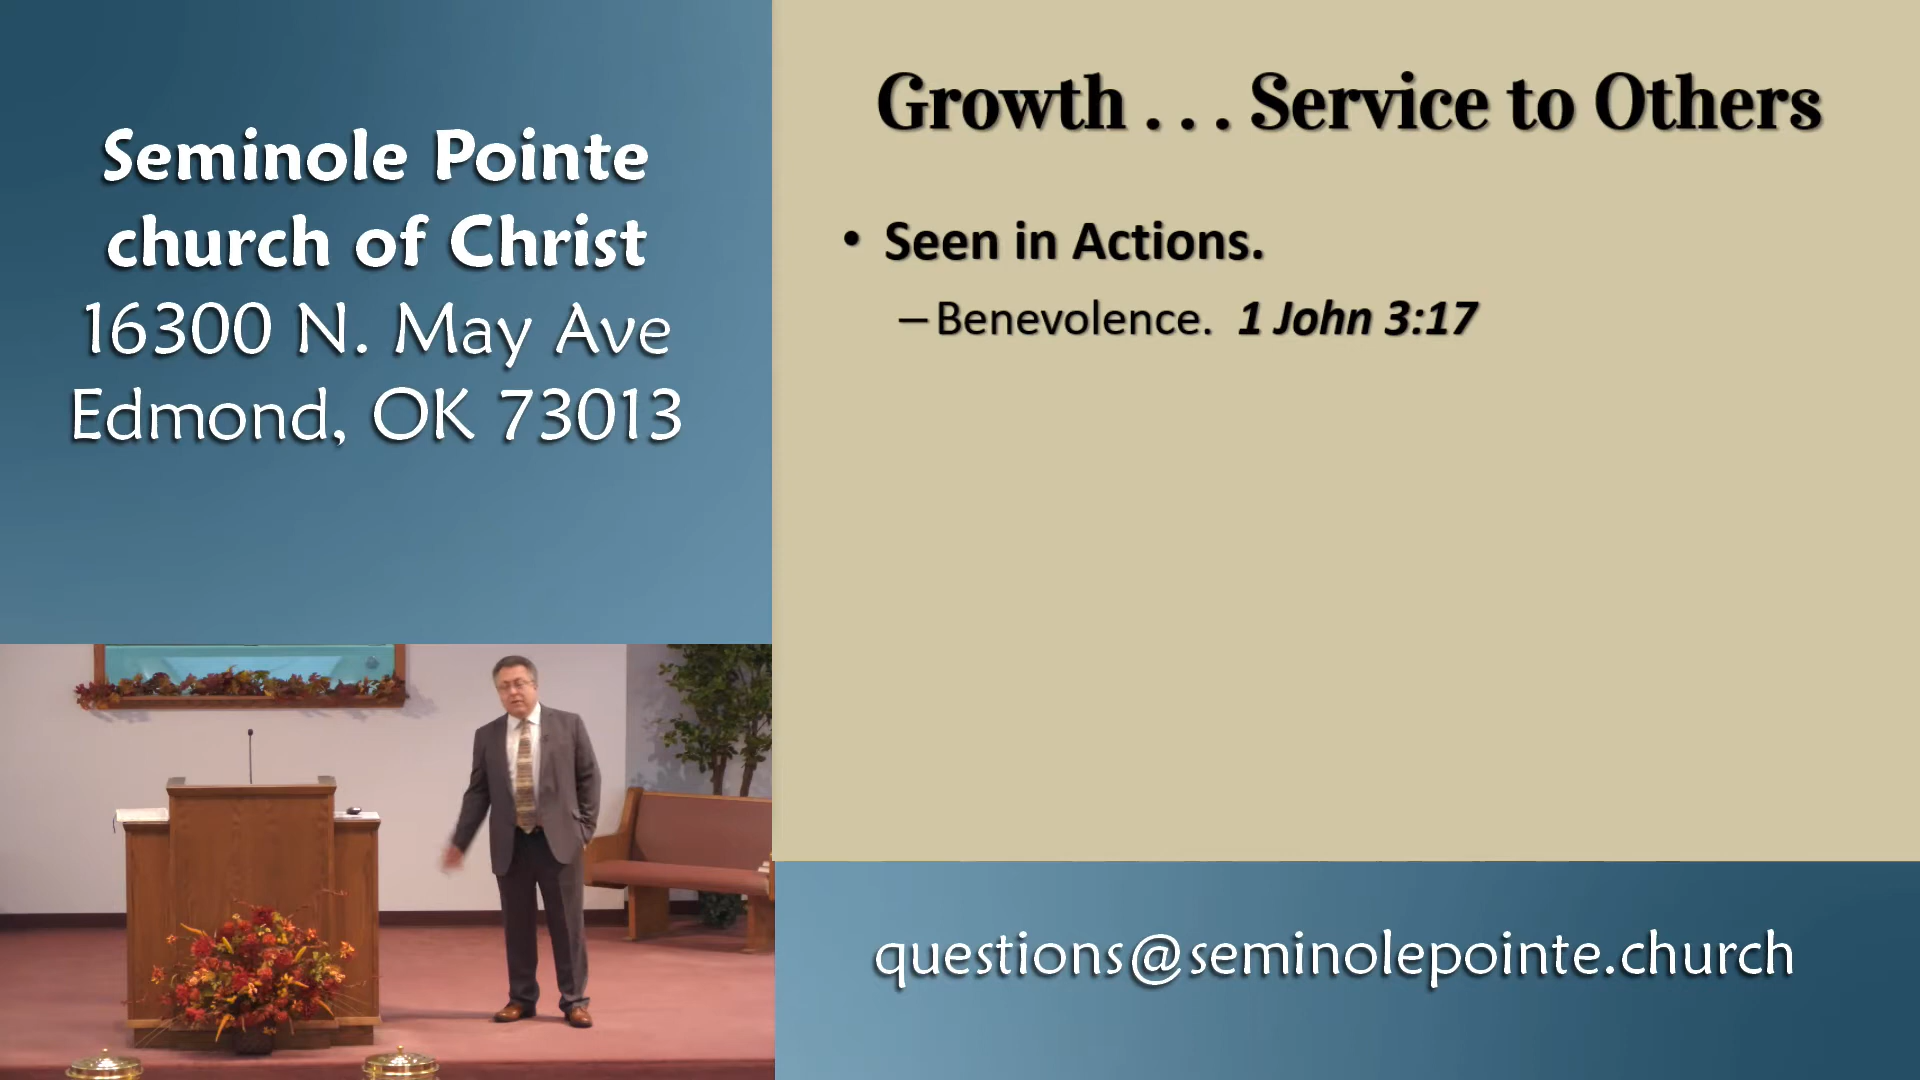 Seminole Pointe
church of Christ
16300 N. May Ave
Edmond, OK 73013
Growth . . . Service to Others
• Seen in Actions.
– Benevolence. 1 John 3:17
questions@seminolepointe.church